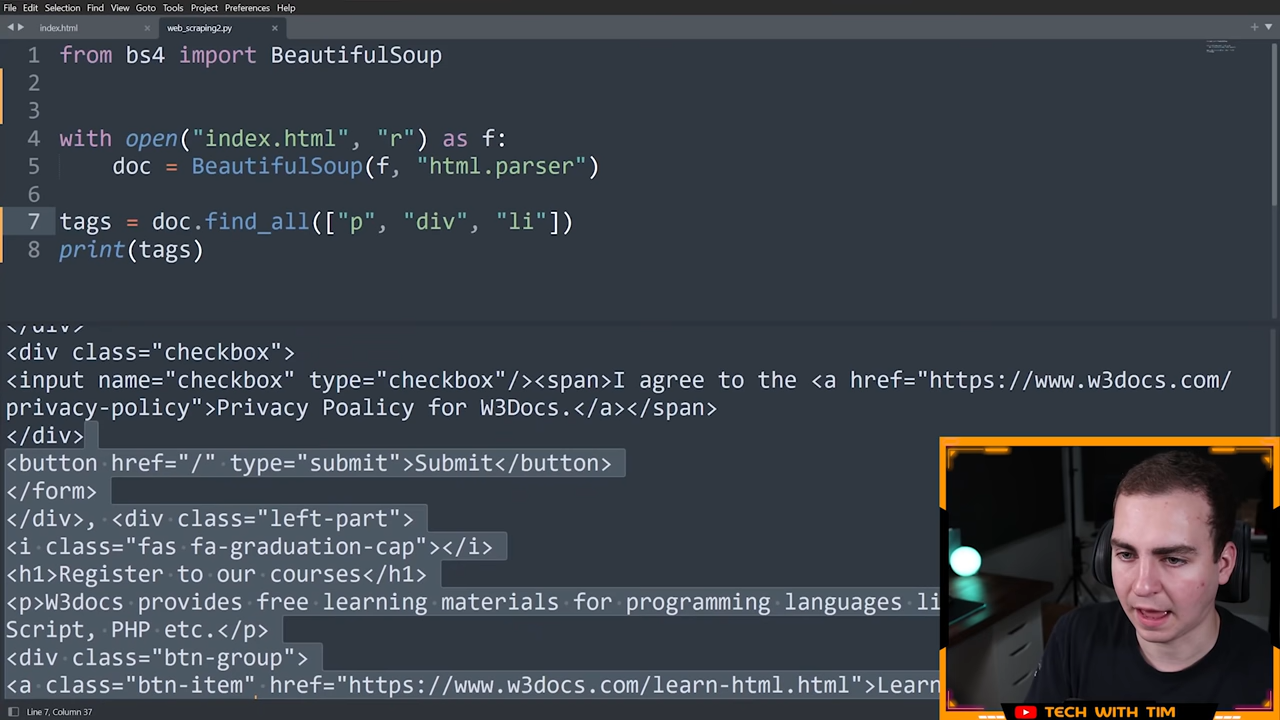 File Edit Selection Find View Goto Tools Project Preferences Help
index.html × web_scraping2.py ×
1 from bs4 import BeautifulSoup
2
3
4 with open("index.html", "r") as f:
5 doc = BeautifulSoup(f, "html.parser")
6
7 tags = doc.find_all(["p", "div", "li"])
8 print(tags)
</div>
<div class="checkbox">
<input name="checkbox" type="checkbox"/><span>I agree to the <a href="https://www.w3docs.com/
privacy-policy">Privacy Poalicy for W3Docs.</a></span>
</div>
<button href="/" type="submit">Submit</button>
</form>
</div>, <div class="left-part">
<i class="fas fa-graduation-cap"></i>
<h1>Register to our courses</h1>
<p>W3docs provides free learning materials for programming languages li
Script, PHP etc.</p>
<div class="btn-group">
<a class="btn-item" href="https://www.w3docs.com/learn-html.html">Learn
Line 7, Column 37
TECH WITH TIM